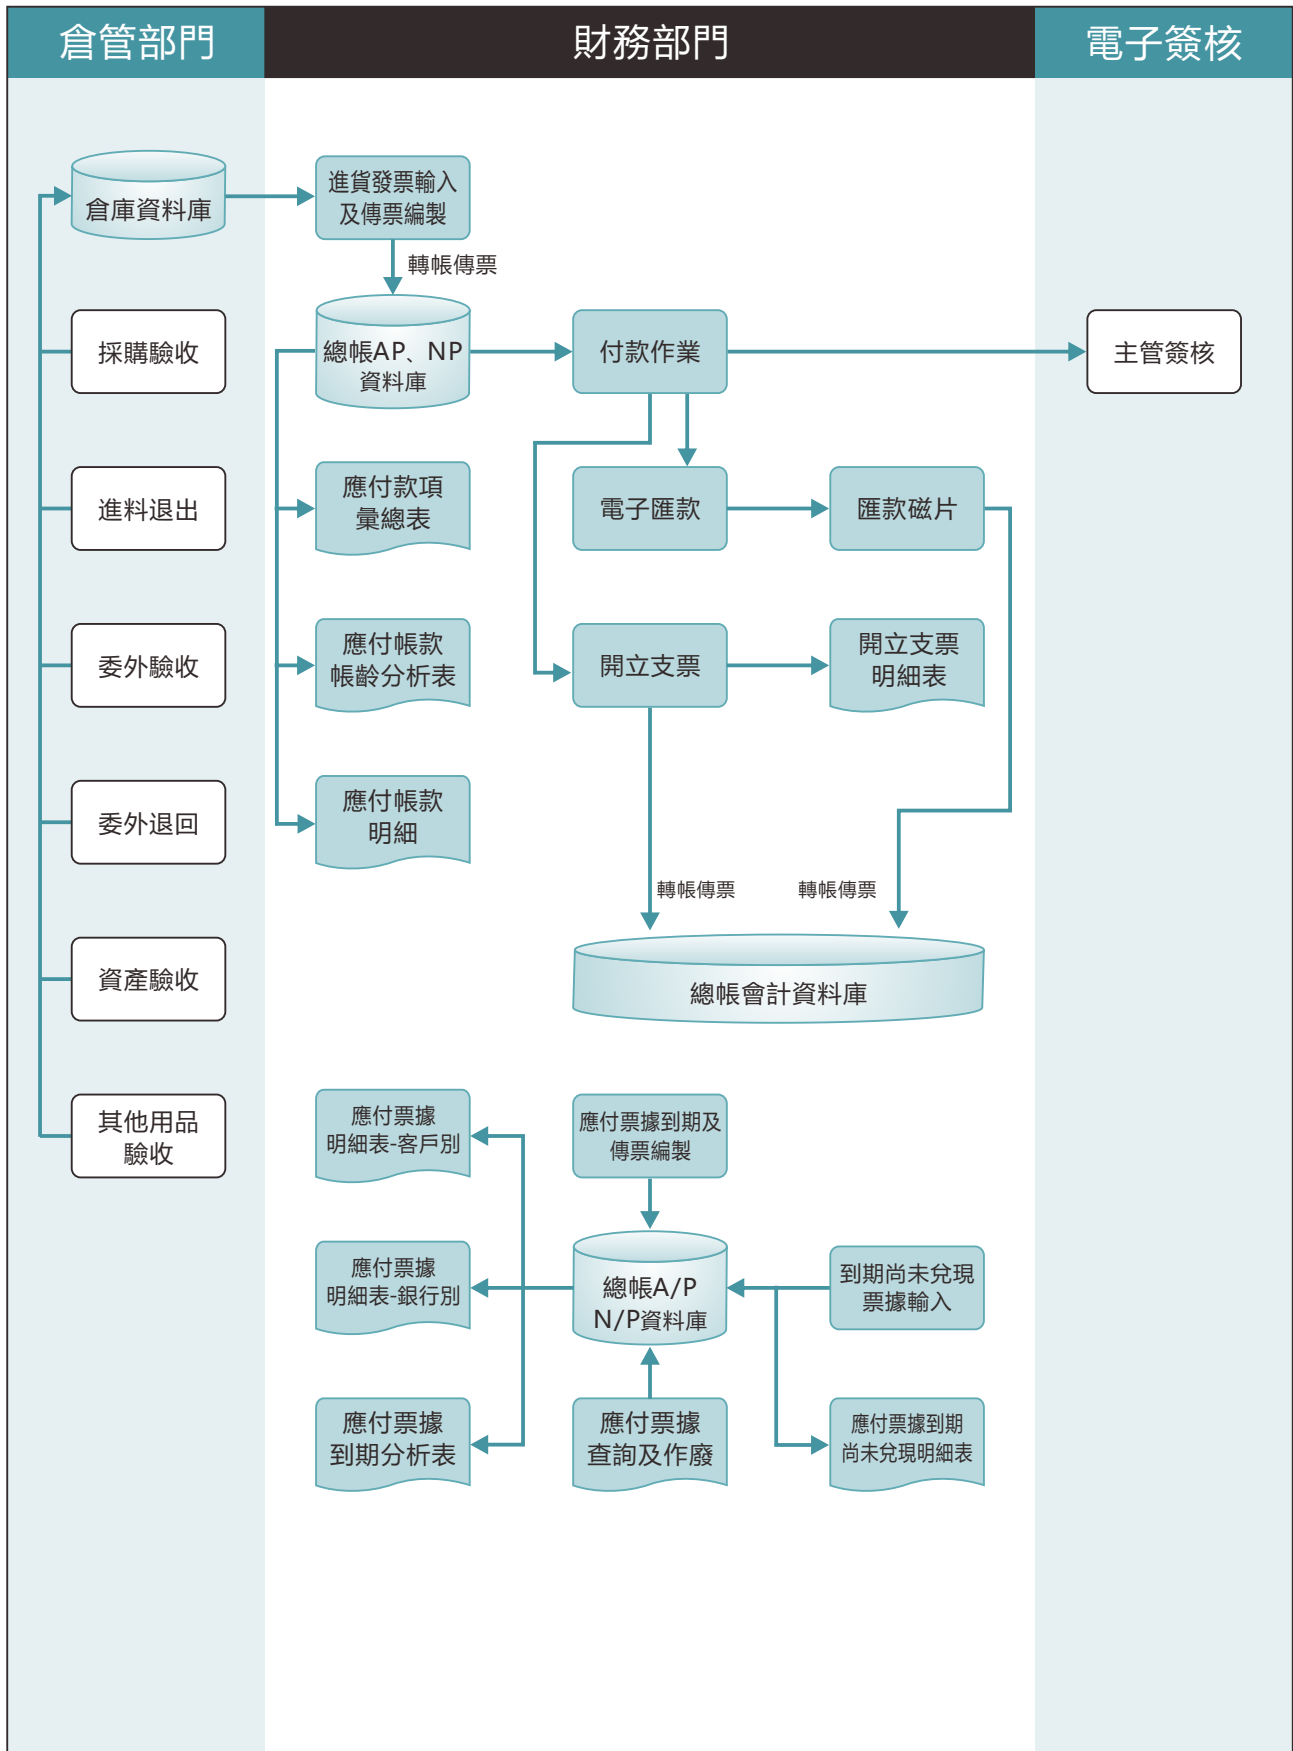 倉管部門
財務部門
電子簽核
倉庫資料庫
進貨發票輸入
及傳票編製
轉帳傳票
採購驗收
總帳AP、NP
資料庫
付款作業
主管簽核
進料退出
應付款項
彙總表
電子匯款
匯款磁片
委外驗收
應付帳款
帳齡分析表
開立支票
開立支票
明細表
委外退回
應付帳款
明細
轉帳傳票
轉帳傳票
資產驗收
總帳會計資料庫
其他用品
驗收
應付票據
明細表-客戶別
應付票據到期及
傳票編製
應付票據
明細表-銀行別
總帳A/P
N/P資料庫
到期尚未兌現
票據輸入
應付票據
到期分析表
應付票據
查詢及作廢
應付票據到期
尚未兌現明細表